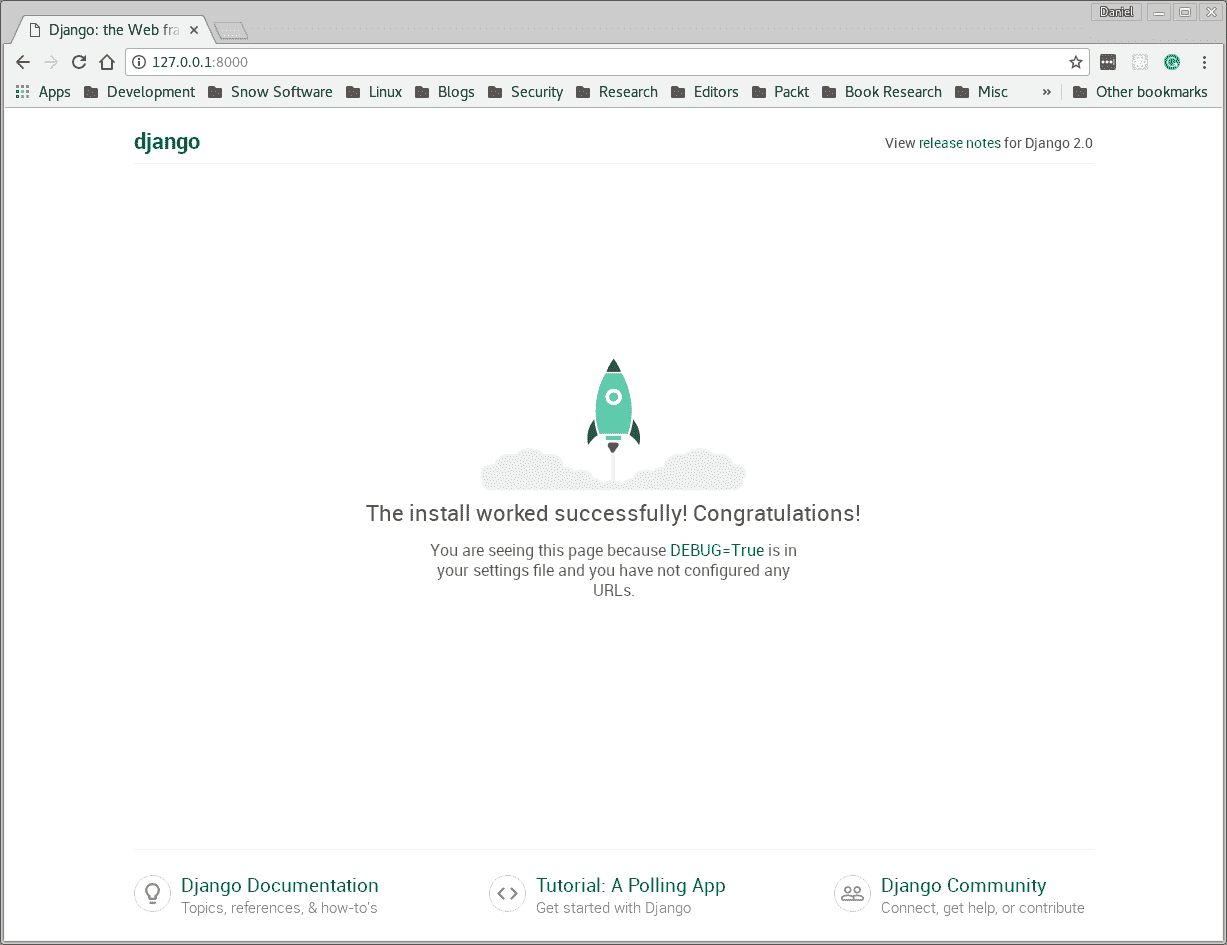 Daniel
Django: the Web fra
127.0.0.1:8000
Apps Development Snow Software Linux Blogs Security Research Editors Packt Book Research Misc » Other bookmarks
django View release notes for Django 2.0
The install worked successfully! Congratulations!
You are seeing this page because DEBUG=True is in
your settings file and you have not configured any
URLs.
Django Documentation Tutorial: A Polling App Django Community
Topics, references, & how-to's Get started with Django Connect, get help, or contribute